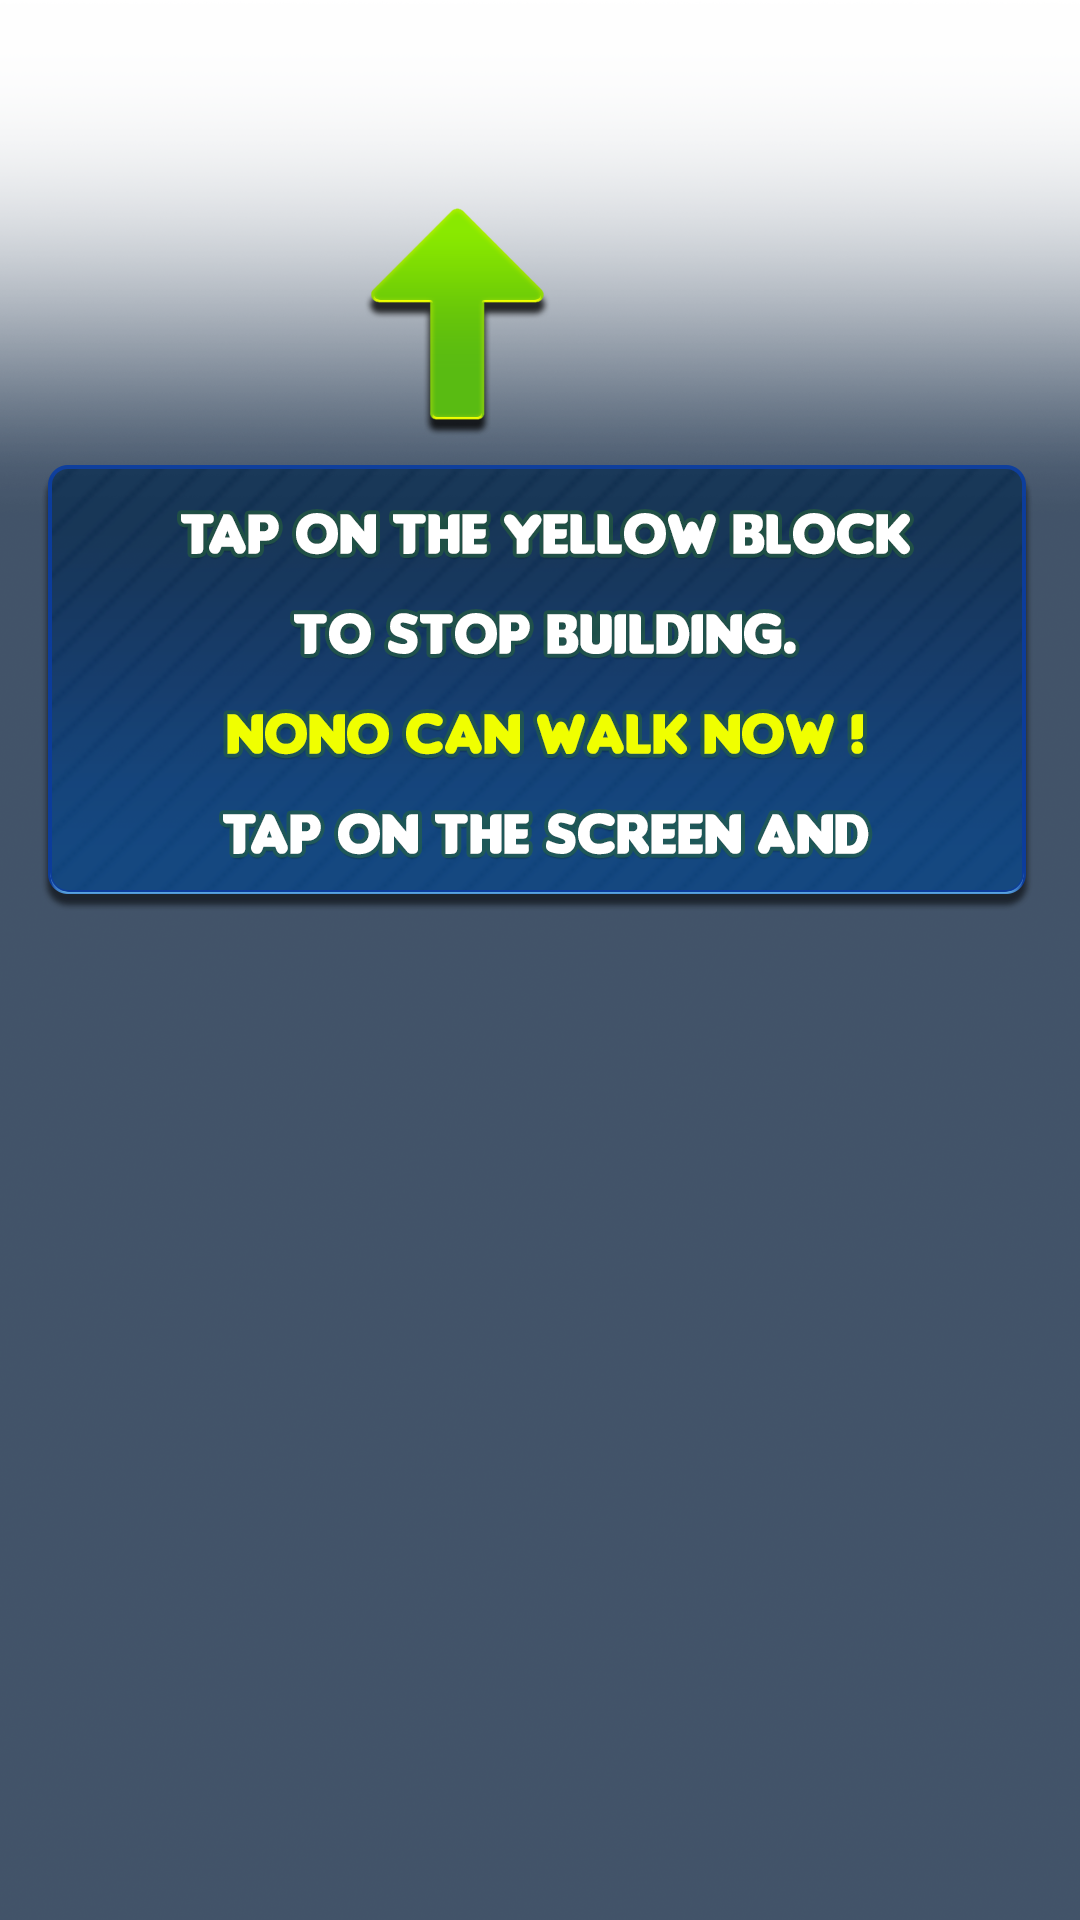 TAP ON THE YELLOW BLOCK
TO STOP BUILDING.
NONO CAN WALK NOW !
TAP ON THE SCREEN AND